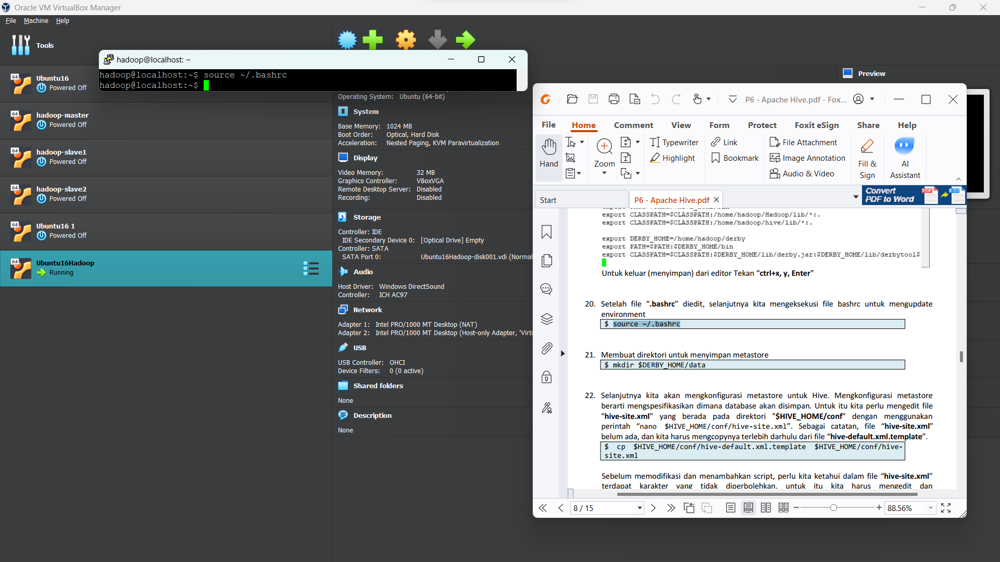 Oracle VM VirtualBox Manager
File Machine Help
Tools
64 Ubuntu16
Powered Off
64 hadoop-master
Powered Off
64 hadoop-slave1
Powered Off
64 hadoop-slave2
Powered Off
64 Ubuntu16 1
Powered Off
64 Ubuntu16Hadoop
Running
hadoop@localhost: ~
hadoop@localhost:~$ source ~/.bashrc
hadoop@localhost:~$
Operating System: Ubuntu (64-bit)
System
Base Memory: 1024 MB
Boot Order: Optical, Hard Disk
Acceleration: Nested Paging, KVM Paravirtualization
Display
Video Memory: 32 MB
Graphics Controller: VBoxVGA
Remote Desktop Server: Disabled
Recording: Disabled
Storage
Controller: IDE
IDE Secondary Device 0: [Optical Drive] Empty
Controller: SATA
SATA Port 0: Ubuntu16Hadoop-disk001.vdi (Normal
Audio
Host Driver: Windows DirectSound
Controller: ICH AC97
Network
Adapter 1: Intel PRO/1000 MT Desktop (NAT)
Adapter 2: Intel PRO/1000 MT Desktop (Host-only Adapter, 'Virtu
USB
USB Controller: OHCI
Device Filters: 0 (0 active)
Shared folders
None
Description
None
Preview
P6 - Apache Hive.pdf - Fox...
File Home Comment View Form Protect Foxit eSign Share Help
Hand
Zoom
Typewriter
Highlight
Link
Bookmark
File Attachment
Image Annotation
Audio & Video
Fill &
Sign
AI
Assistant
Start
P6 - Apache Hive.pdf
Convert
PDF to Word
PDF
DOC
export CLASSPATH=$CLASSPATH:/home/hadoop/Hadoop/lib/*:.
export CLASSPATH=$CLASSPATH:/home/hadoop/hive/lib/*:.
export DERBY_HOME=/home/hadoop/derby
export PATH=$PATH:$DERBY_HOME/bin
export CLASSPATH=$CLASSPATH:$DERBY_HOME/lib/derby.jar:$DERBY_HOME/lib/derbytool$
Untuk keluar (menyimpan) dari editor Tekan “ctrl+x, y, Enter”
20. Setelah file “.bashrc” diedit, selanjutnya kita mengeksekusi file bashrc untuk mengupdate
environment
$ source ~/.bashrc
21. Membuat direktori untuk menyimpan metastore
$ mkdir $DERBY_HOME/data
22. Selanjutnya kita akan mengkonfigurasi metastore untuk Hive. Mengkonfigurasi metastore
berarti mengspesifikasikan dimana database akan disimpan. Untuk itu kita perlu mengedit file
"hive-site.xml" yang berada pada direktori "$HIVE_HOME/conf" dengan menggunakan
perintah “nano $HIVE_HOME/conf/hive-site.xml”. Sebagai catatan, file “hive-site.xml”
belum ada, dan kita harus mengcopynya terlebih darhulu dari file “hive-default.xml.template”.
$ cp $HIVE_HOME/conf/hive-default.xml.template $HIVE_HOME/conf/hive-
site.xml
Sebelum memodifikasi dan menambahkan script, perlu kita ketahui dalam file “hive-site.xml”
terdapat karakter yang tidak diperbolehkan, untuk itu kita harus mengedit dan
8 / 15
88.56%